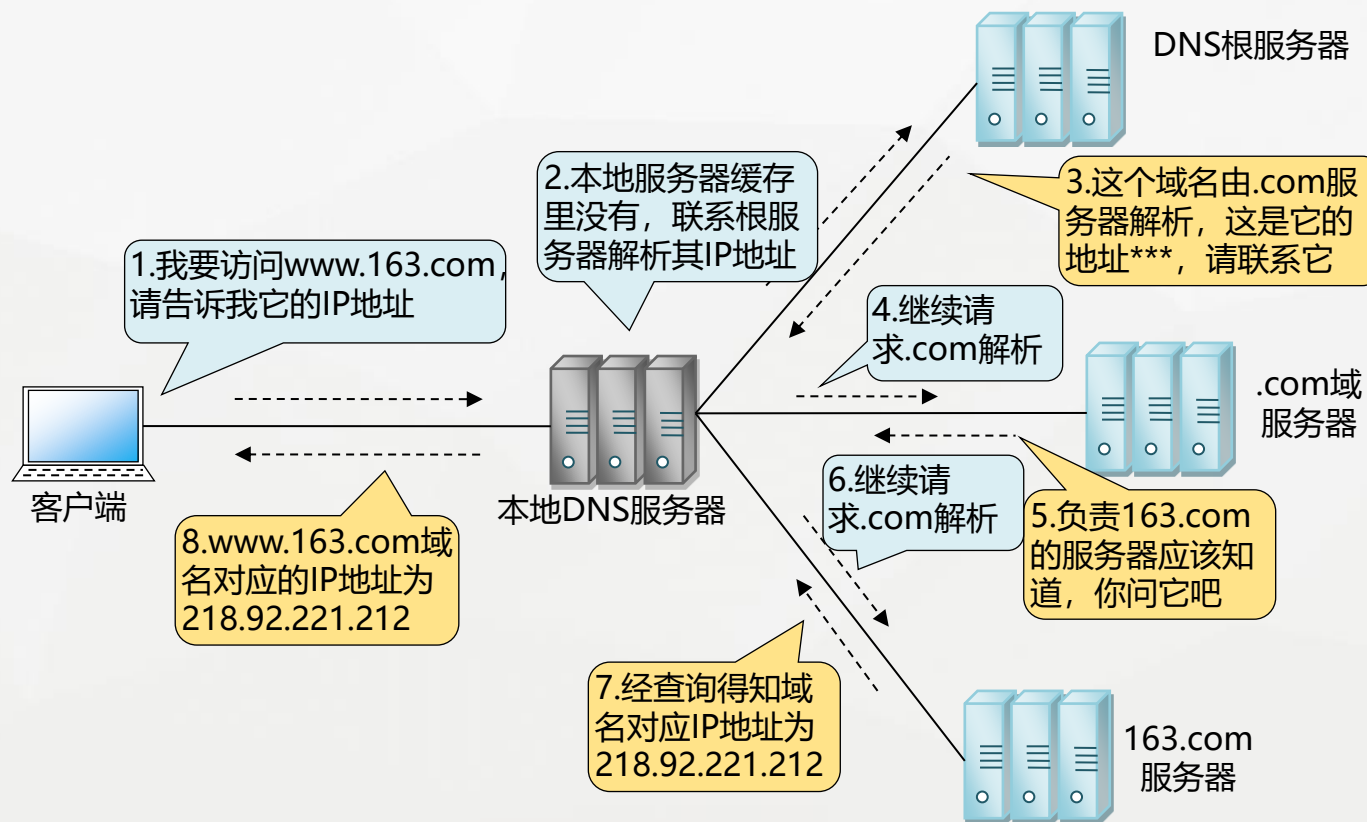 DNS根服务器
2.本地服务器缓存
里没有，联系根服
务器解析其IP地址
3.这个域名由.com服
务器解析，这是它的
地址***，请联系它
1.我要访问www.163.com，
请告诉我它的IP地址
4.继续请
求.com解析
.com域
服务器
客户端
本地DNS服务器
6.继续请
求.com解析
5.负责163.com
的服务器应该知
道，你问它吧
8.www.163.com域
名对应的IP地址为
218.92.221.212
7.经查询得知域
名对应IP地址为
218.92.221.212
163.com
服务器